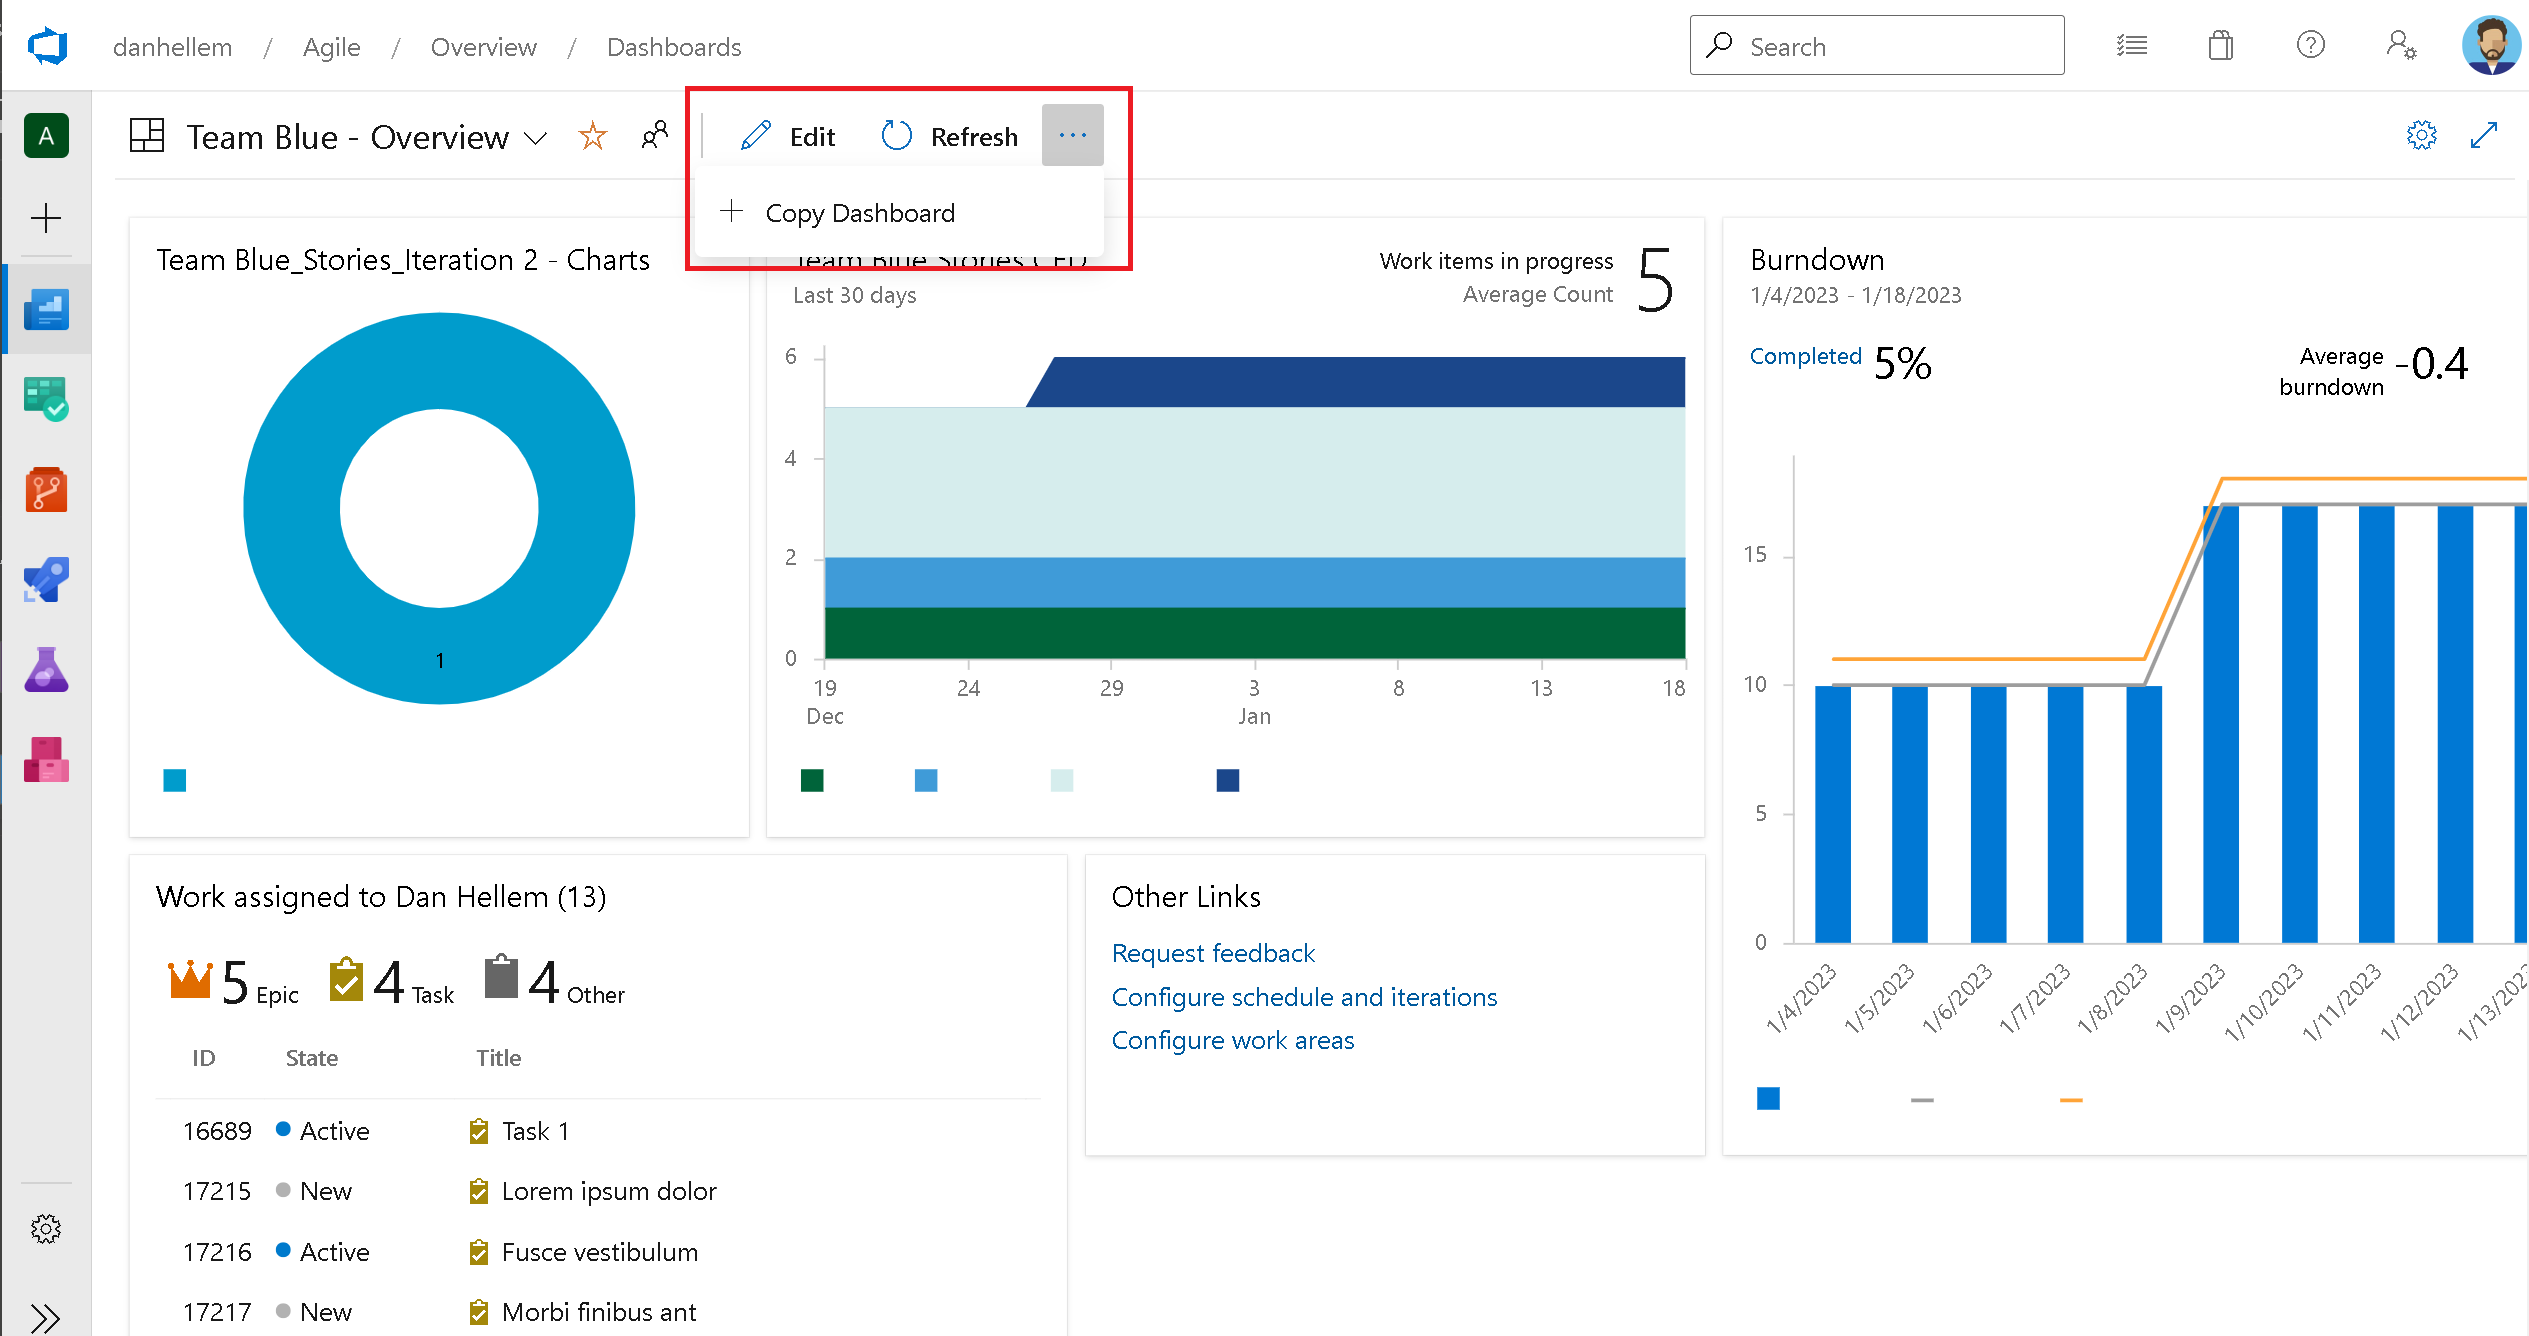 danhellem / Agile / Overview / Dashboards
Search
A
Team Blue - Overview
Edit
Refresh
Copy Dashboard
Team Blue_Stories_Iteration 2 - Charts
1
Team Blue_Stories CFD
Last 30 days
Work items in progress
Average Count
5
6
4
2
0
19
24
29
3
8
13
18
Dec
Jan
Burndown
1/4/2023 - 1/18/2023
Completed 5%
Average
burndown
-0.4
15
10
5
0
1/4/2023
1/5/2023
1/6/2023
1/7/2023
1/8/2023
1/9/2023
1/10/2023
1/11/2023
1/12/2023
1/13/202
Work assigned to Dan Hellem (13)
5 Epic
4 Task
4 Other
ID State Title
16689 Active Task 1
17215 New Lorem ipsum dolor
17216 Active Fusce vestibulum
17217 New Morbi finibus ant
Other Links
Request feedback
Configure schedule and iterations
Configure work areas